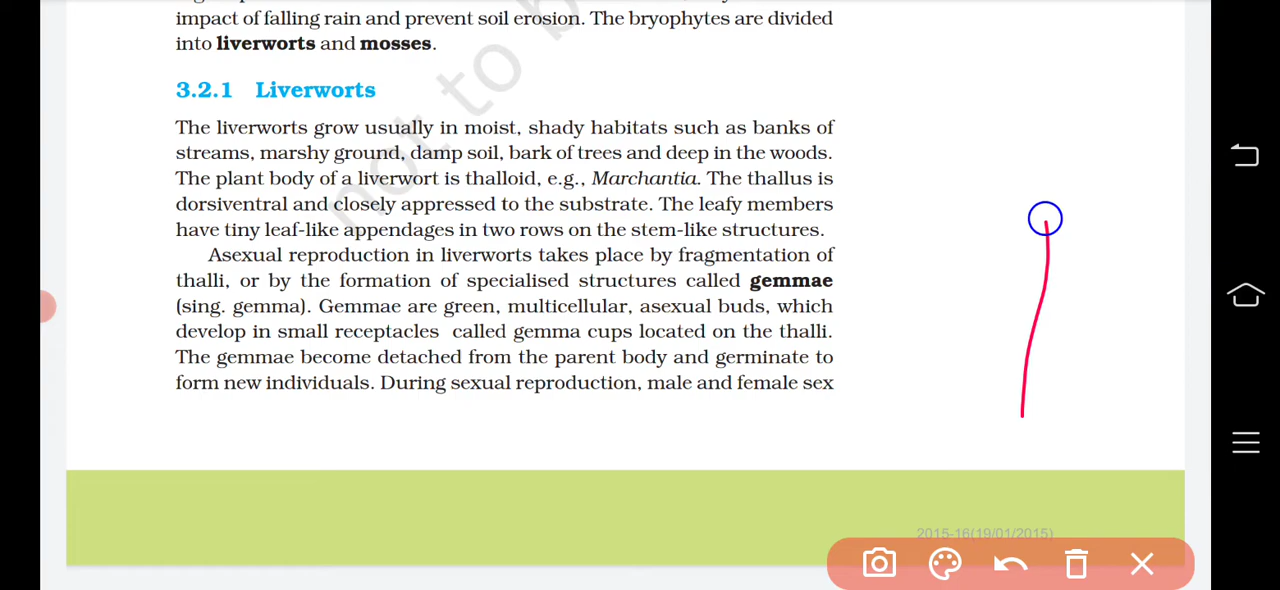 impact of falling rain and prevent soil erosion. The bryophytes are divided
into liverworts and mosses.
3.2.1 Liverworts
The liverworts grow usually in moist, shady habitats such as banks of
streams, marshy ground, damp soil, bark of trees and deep in the woods.
The plant body of a liverwort is thalloid, e.g., Marchantia. The thallus is
dorsiventral and closely appressed to the substrate. The leafy members
have tiny leaf-like appendages in two rows on the stem-like structures.
Asexual reproduction in liverworts takes place by fragmentation of
thalli, or by the formation of specialised structures called gemmae
(sing. gemma). Gemmae are green, multicellular, asexual buds, which
develop in small receptacles called gemma cups located on the thalli.
The gemmae become detached from the parent body and germinate to
form new individuals. During sexual reproduction, male and female sex
2015-16(19/01/2015)
not to b